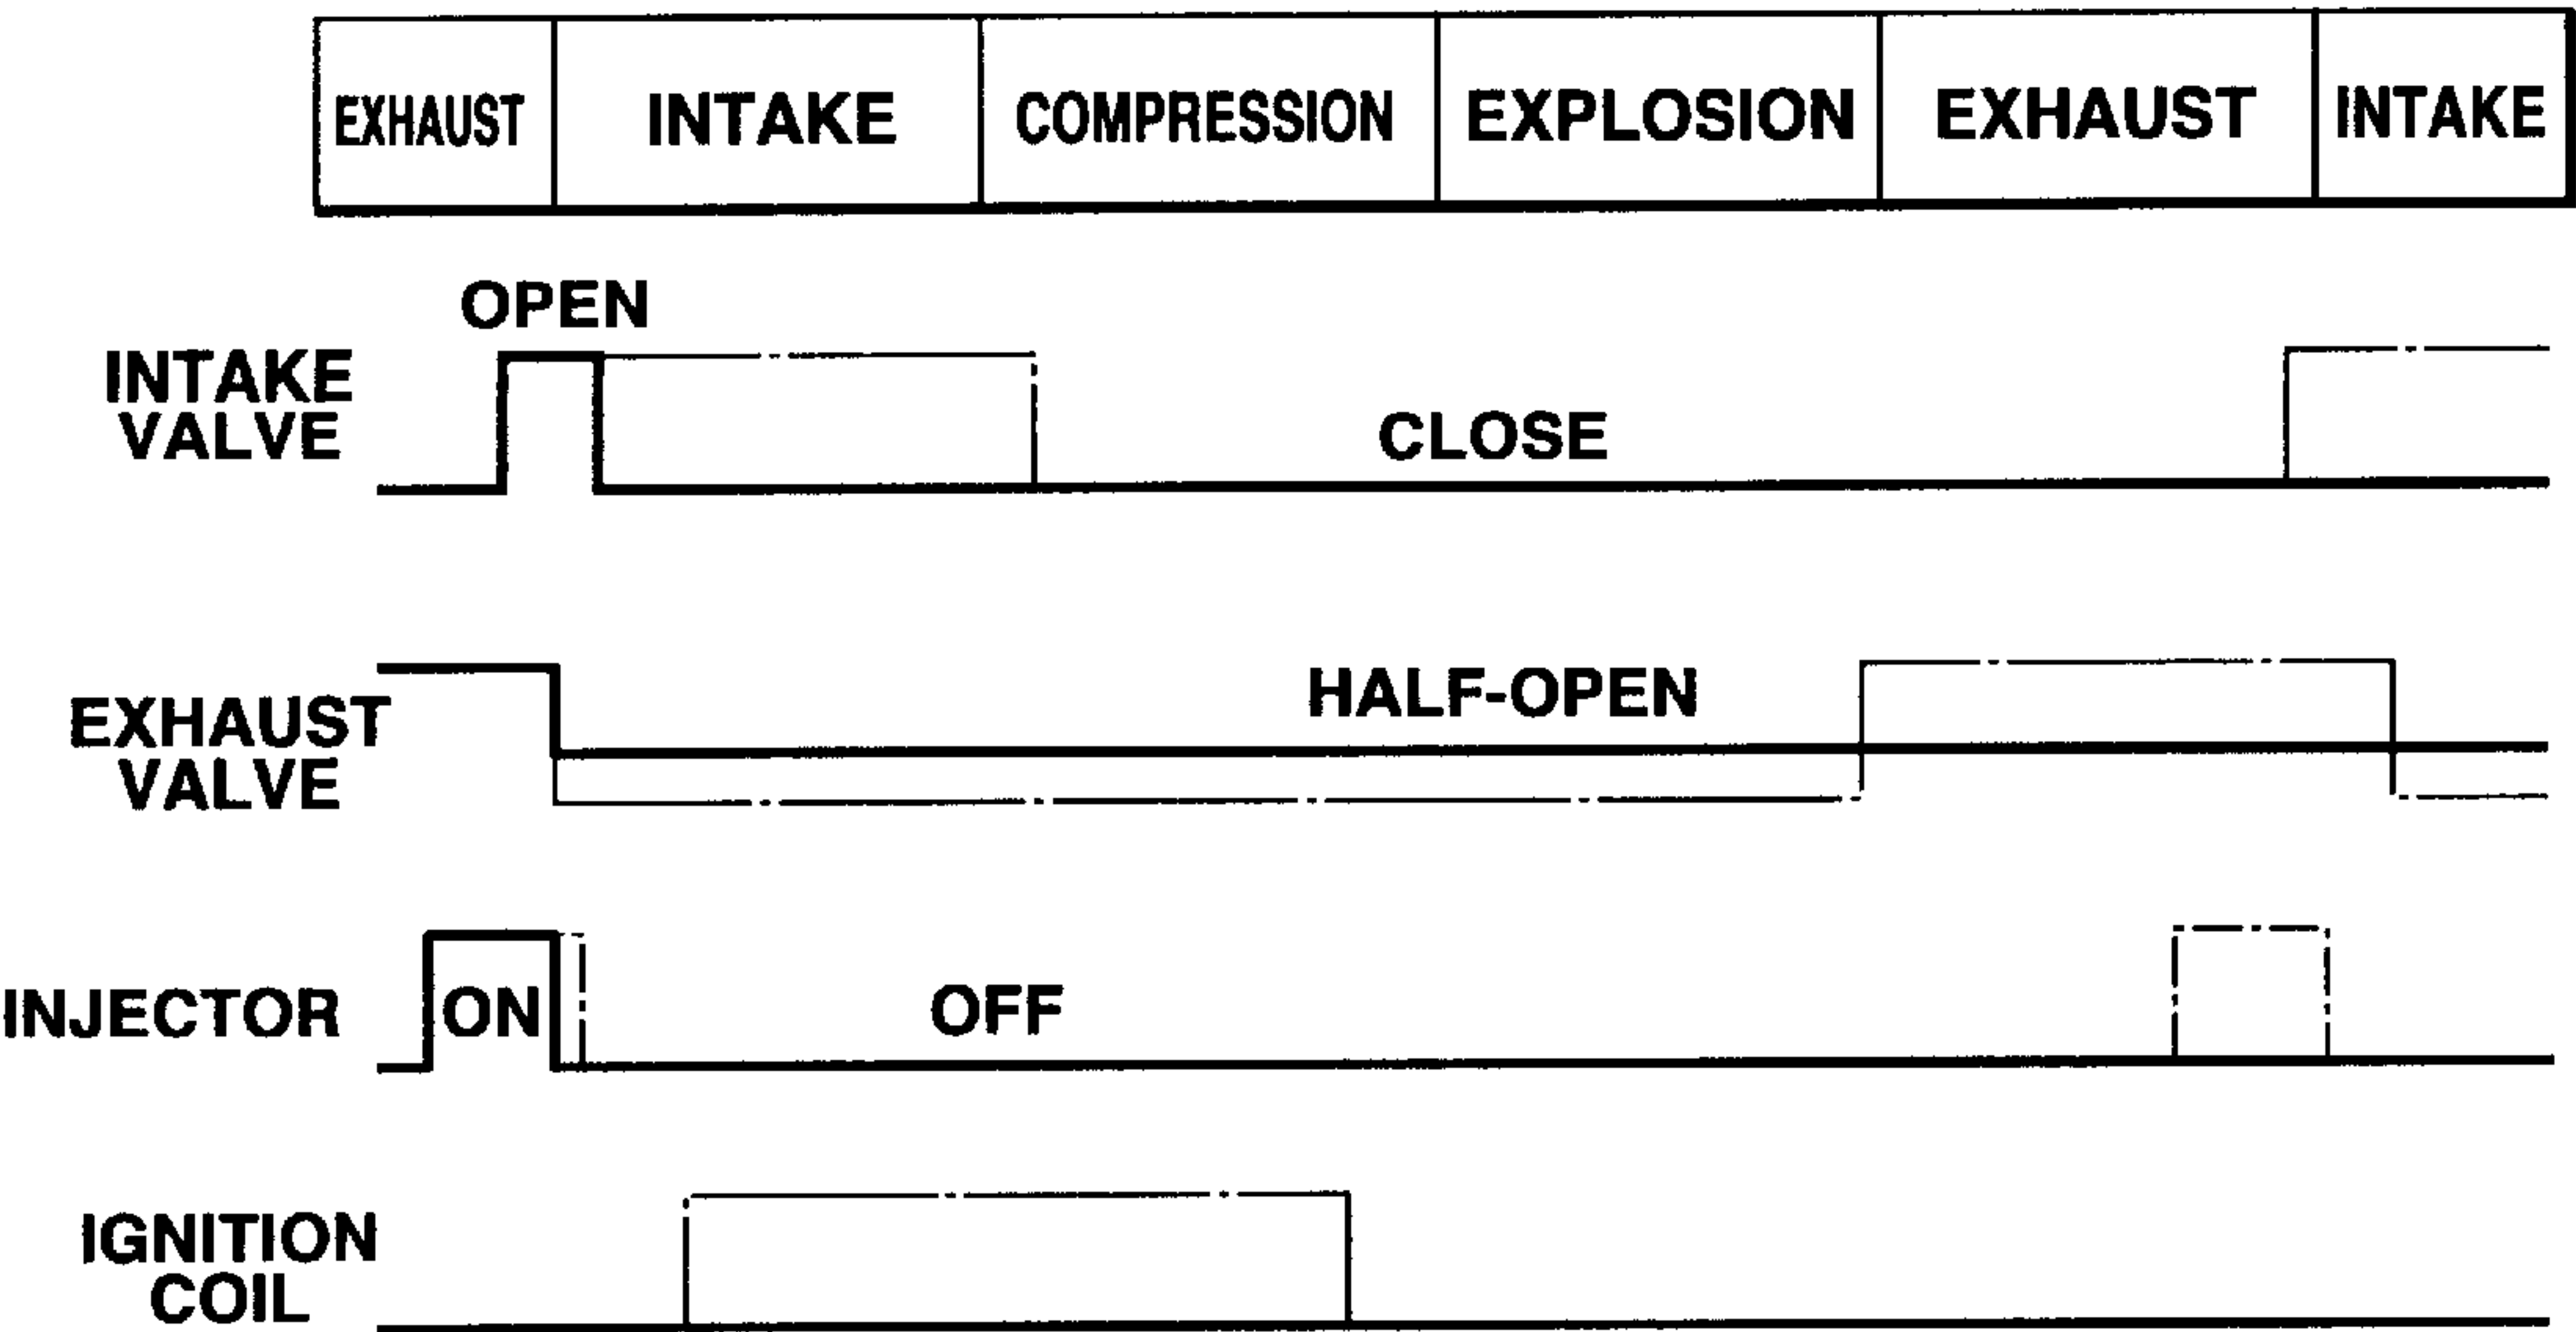 EXHAUST INTAKE COMPRESSION EXPLOSION EXHAUST INTAKE
OPEN
INTAKE
VALVE
CLOSE
HALF-OPEN
EXHAUST
VALVE
INJECTOR
ON
OFF
IGNITION
COIL